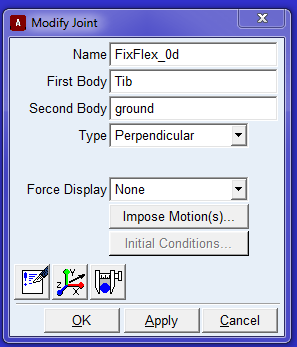 A Modify Joint
Name FixFlex_0d
First Body Tib
Second Body ground
Type Perpendicular
Force Display None
Impose Motion(s)...
Initial Conditions...
Z Y X
OK Apply Cancel